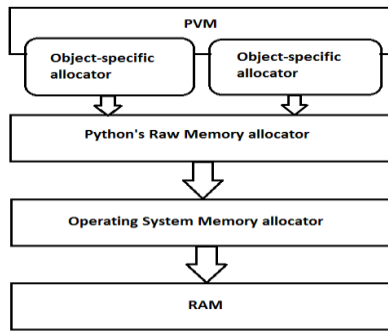 PVM
Object-specific
allocator
Object-specific
allocator
Python's Raw Memory allocator
Operating System Memory allocator
RAM